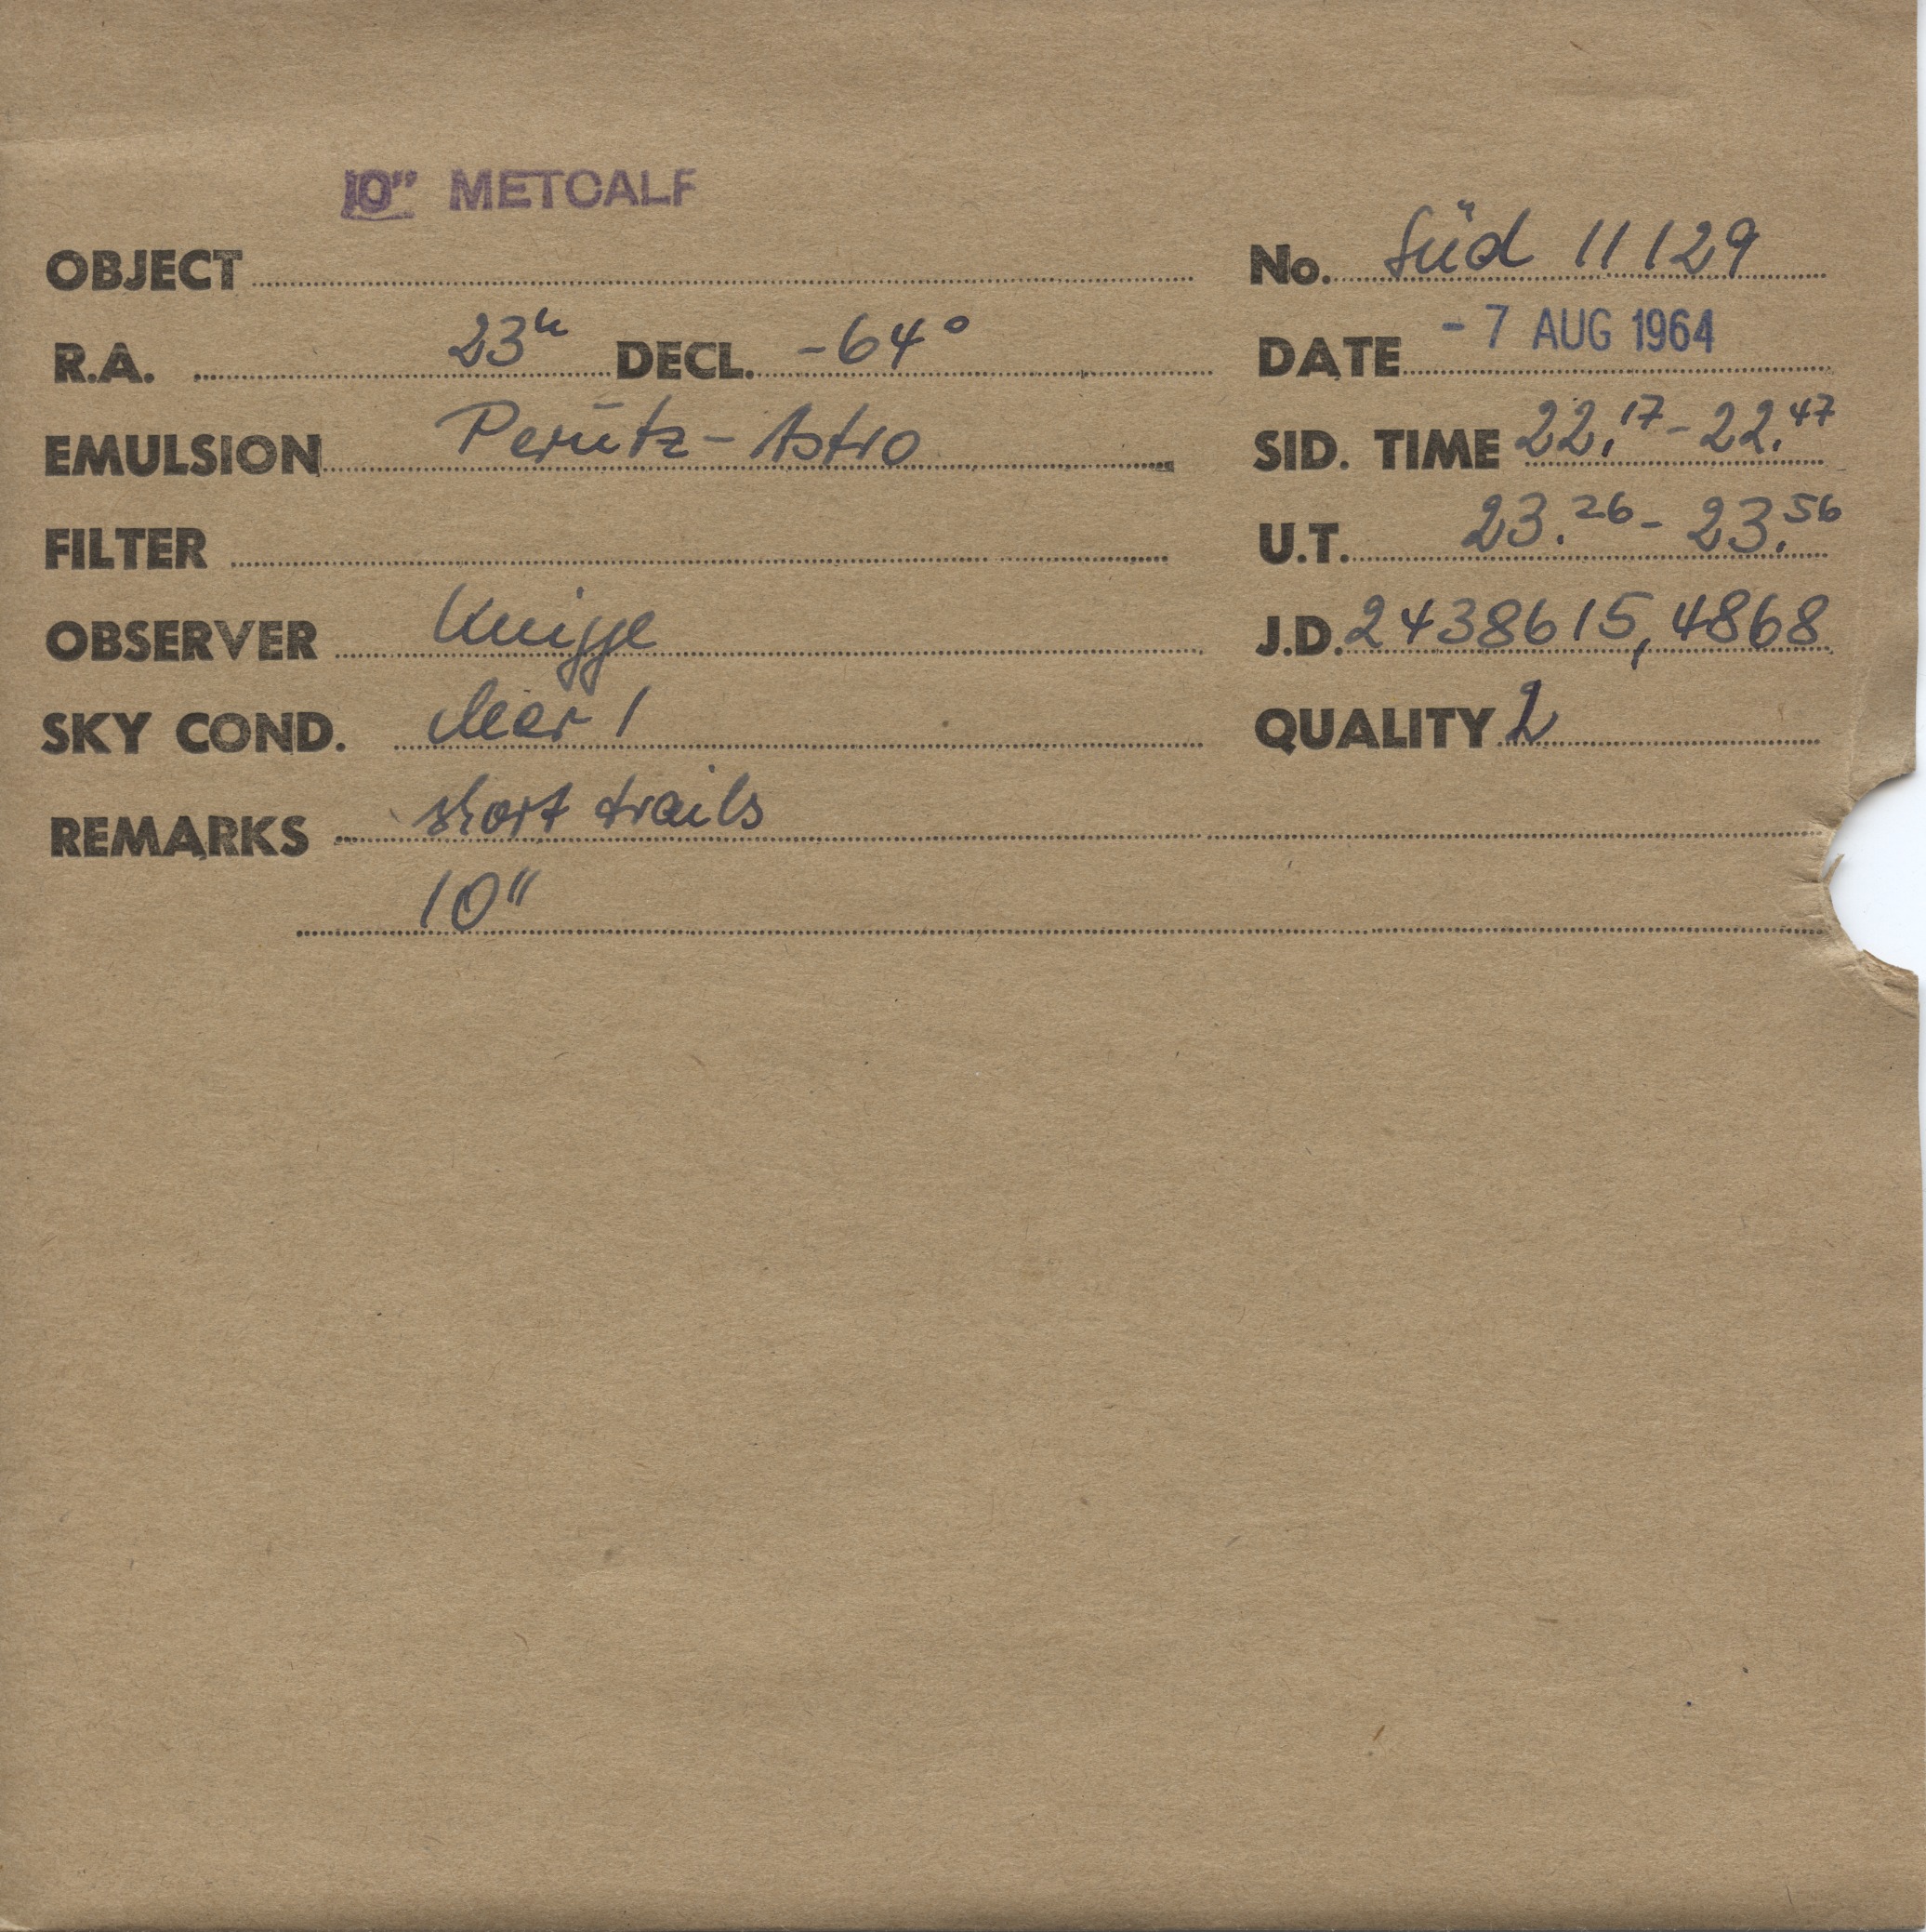 10" METCALF
OBJECT No. Süd 11129
R.A. 23h DECL. -64° DATE - 7 AUG 1964
EMULSION Perutz-Astro SID. TIME 22.17-22.47
FILTER U.T. 23.26-23.56
OBSERVER Knigge J.D. 2438615,4868
SKY COND. clear 1 QUALITY 2
REMARKS short trails
10"